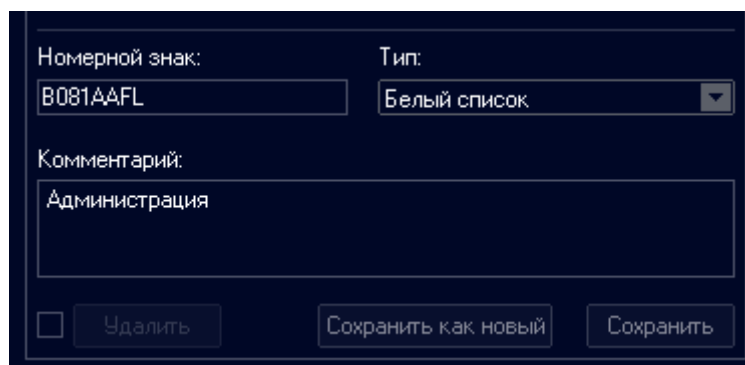 Номерной знак:
Тип:
B081AAFL
Белый список
Комментарий:
Администрация
Удалить
Сохранить как новый
Сохранить